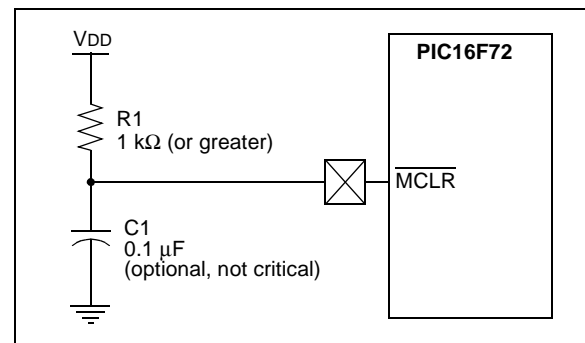 VDD
PIC16F72
R1
1 kΩ (or greater)
MCLR
C1
0.1 µF
(optional, not critical)